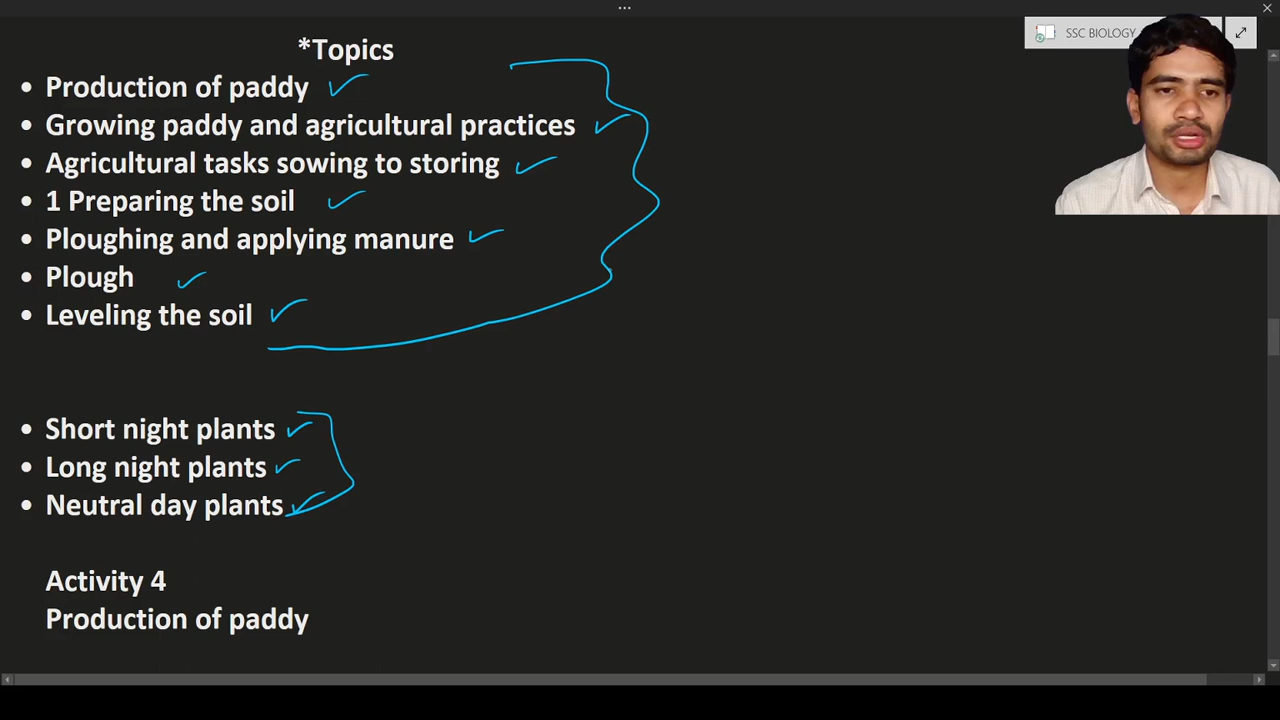 *Topics
SSC BIOLOGY
• Production of paddy
• Growing paddy and agricultural practices
• Agricultural tasks sowing to storing
• 1 Preparing the soil
• Ploughing and applying manure
• Plough
• Leveling the soil
• Short night plants
• Long night plants
• Neutral day plants
Activity 4
Production of paddy